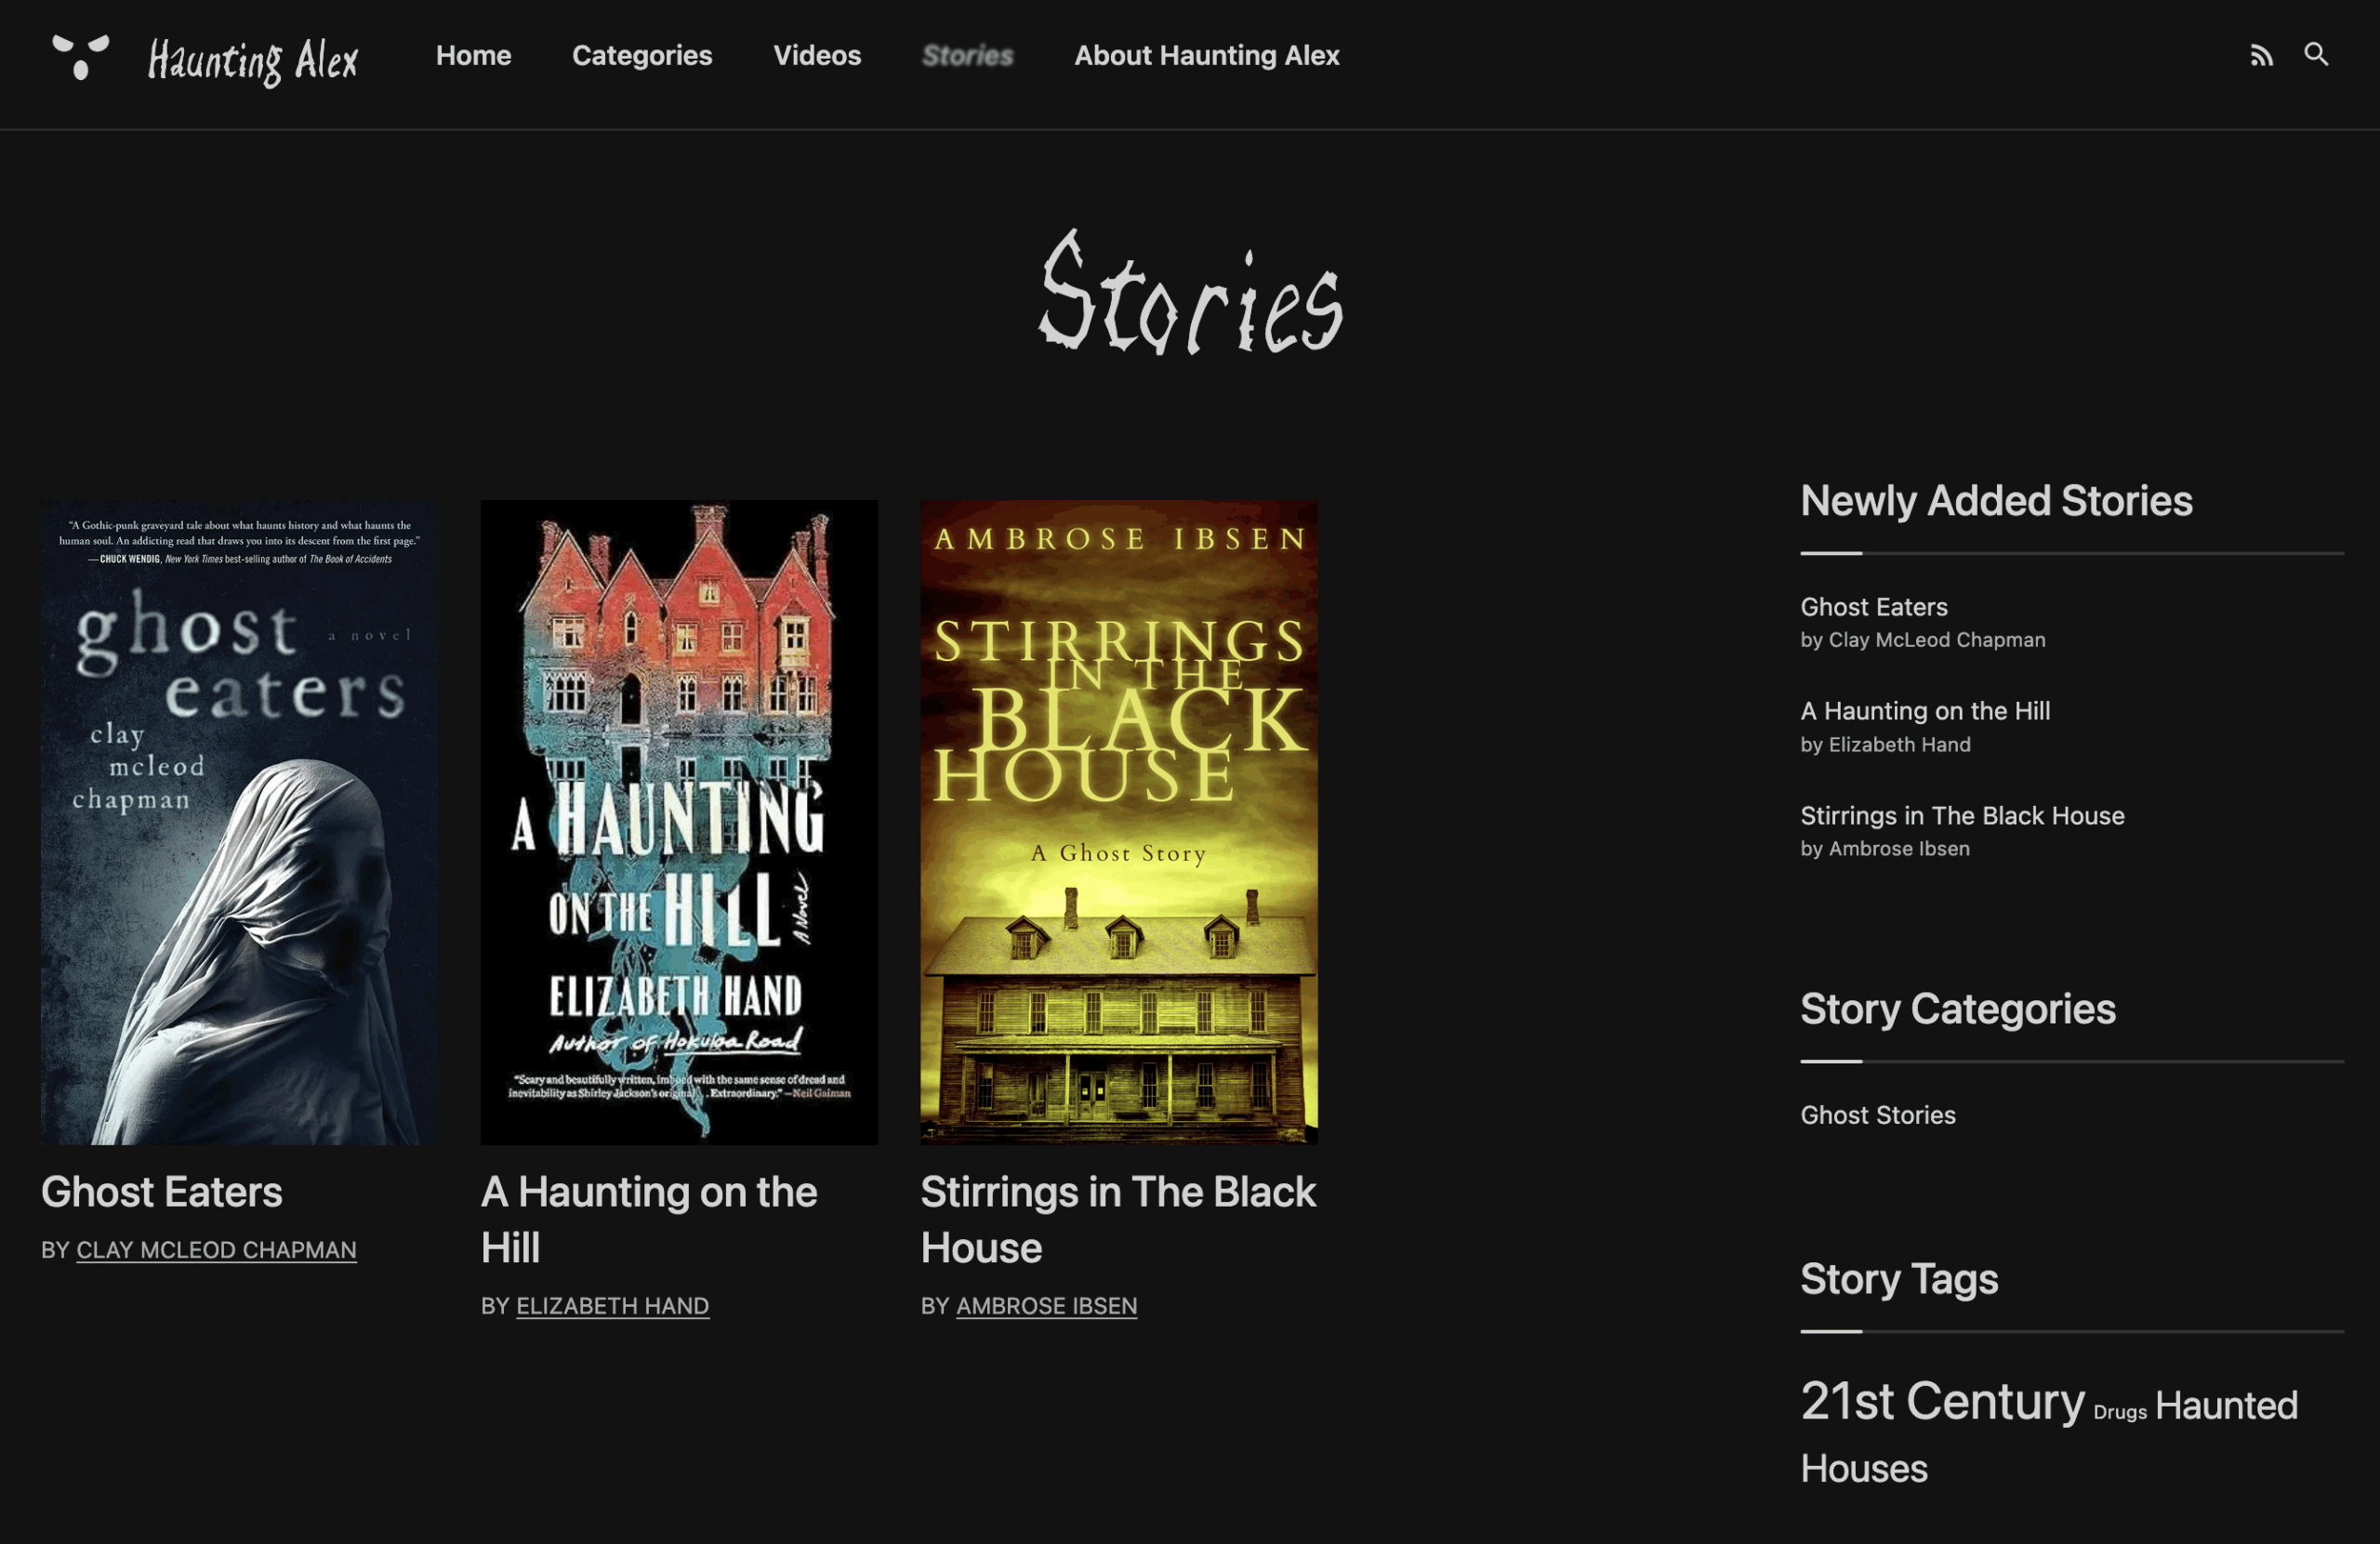 Haunting Alex
Home
Categories
Videos
Stories
About Haunting Alex
Stories
"A Gothic-punk graveyard tale about what haunts history and what haunts the
human soul. An addicting read that draws you into its descent from the first page."
—CHUCK WENDIG, New York Times best-selling author of The Book of Accidents
ghost
a novel
eaters
clay
mcleod
chapman
Ghost Eaters
BY CLAY MCLEOD CHAPMAN
A HAUNTING
ON THE HILL
A Novel
ELIZABETH HAND
Author of Hokuloa Road
"Scary and beautifully written, imbued with the same sense of dread and
inevitability as Shirley Jackson's original . . . Extraordinary." —Neil Gaiman
A Haunting on the
Hill
BY ELIZABETH HAND
AMBROSE IBSEN
STIRRINGS
IN THE
BLACK
HOUSE
A Ghost Story
Stirrings in The Black
House
BY AMBROSE IBSEN
Newly Added Stories
Ghost Eaters
by Clay McLeod Chapman
A Haunting on the Hill
by Elizabeth Hand
Stirrings in The Black House
by Ambrose Ibsen
Story Categories
Ghost Stories
Story Tags
21st Century Drugs Haunted
Houses